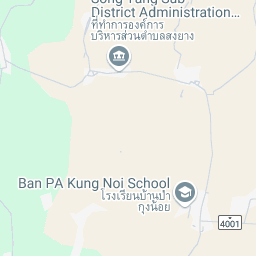 Song Yang Sub
District Administration...
ที่ทำการองค์การ
บริหารส่วนตำบลสงยาง
Ban PA Kung Noi School
โรงเรียนบ้านป่า
กุงน้อย
4001